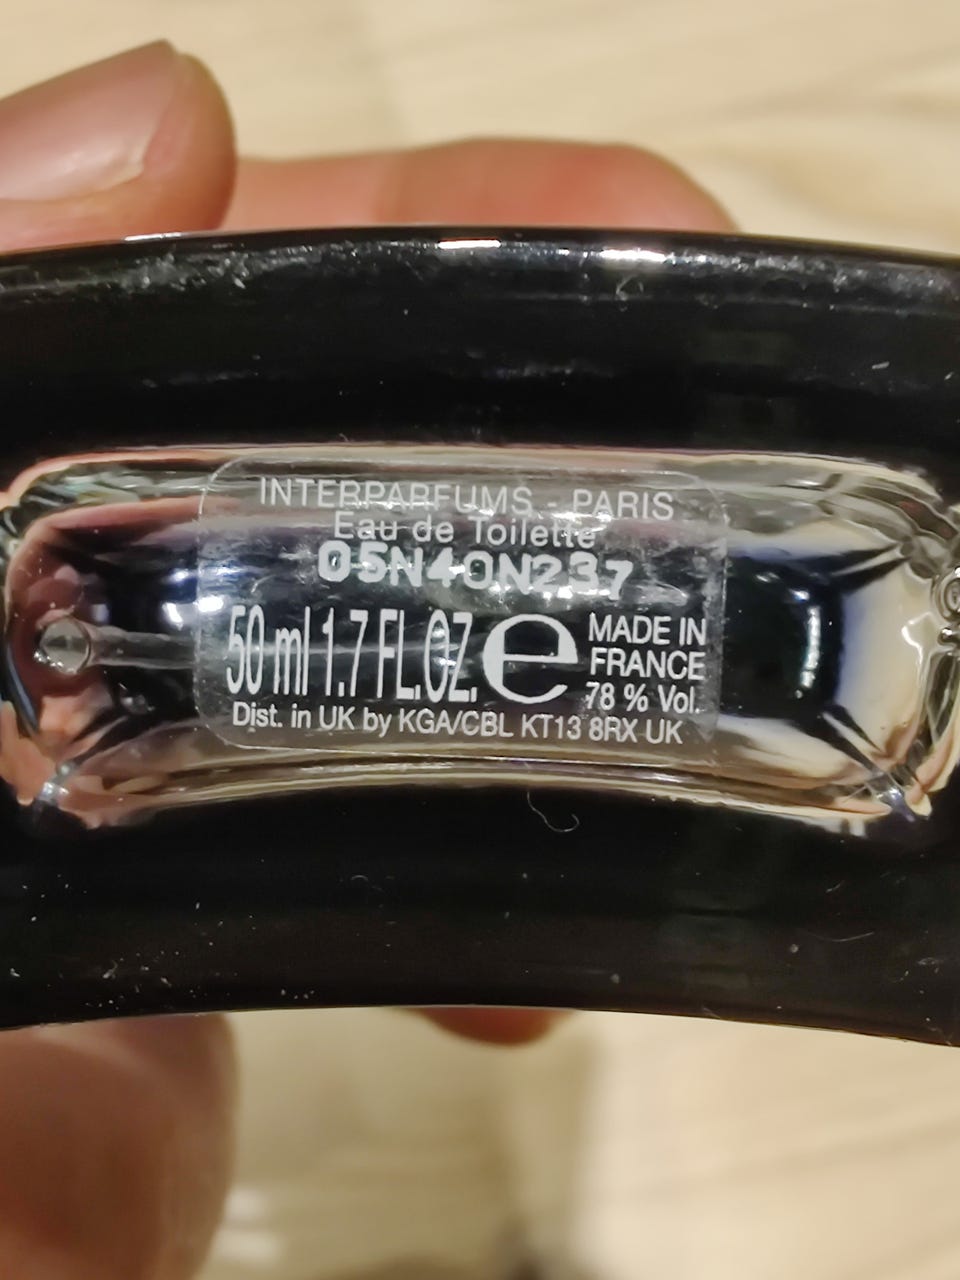 INTERPARFUMS - PARIS
Eau de Toilette
05N40N237
50 ml 1.7 FL.OZ. e MADE IN
FRANCE
78 % Vol.
Dist. in UK by KGA/CBL KT13 8RX UK